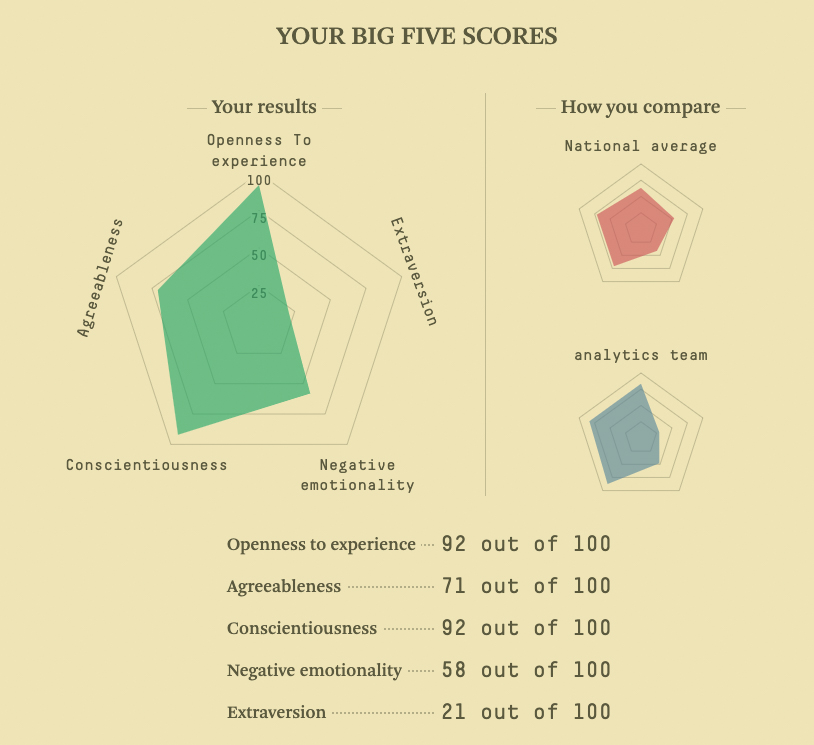 YOUR BIG FIVE SCORES
Your results
Openness To
experience
100
75
50
25
Agreeableness
Extraversion
Conscientiousness
Negative
emotionality
How you compare
National average
analytics team
Openness to experience 92 out of 100
Agreeableness 71 out of 100
Conscientiousness 92 out of 100
Negative emotionality 58 out of 100
Extraversion 21 out of 100